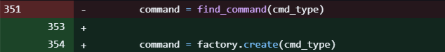 351 - command = find_command(cmd_type)
353 +
354 + command = factory.create(cmd_type)